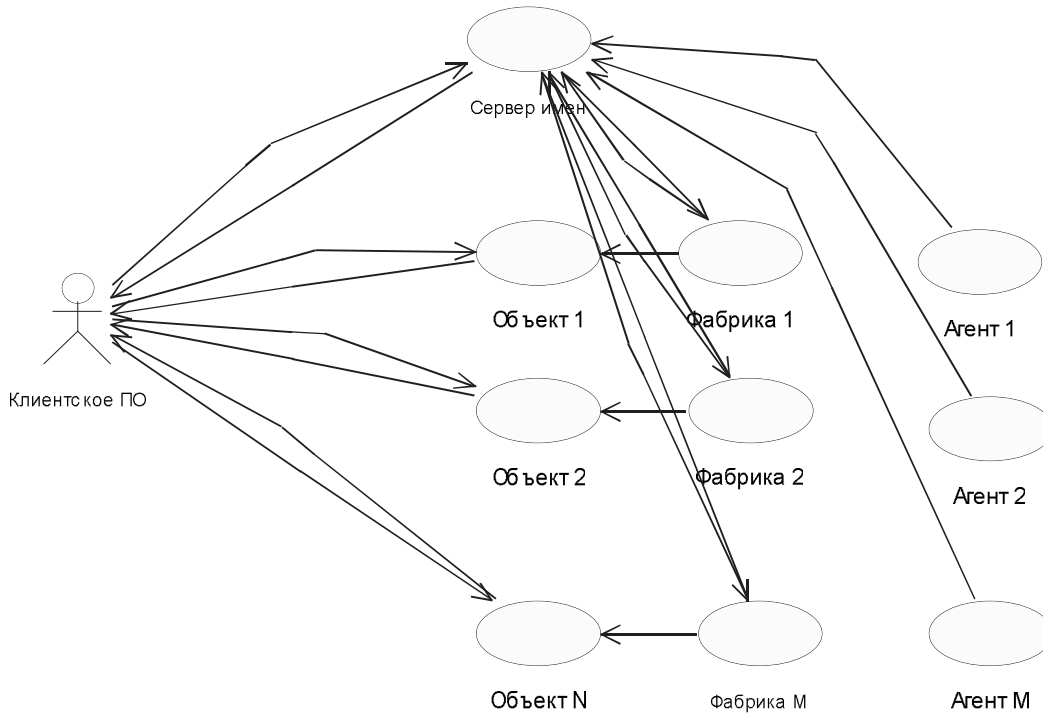 Сервер имен
Объект 1
Фабрика 1
Агент 1
Клиентское ПО
Объект 2
Фабрика 2
Агент 2
Объект N
Фабрика М
Агент М